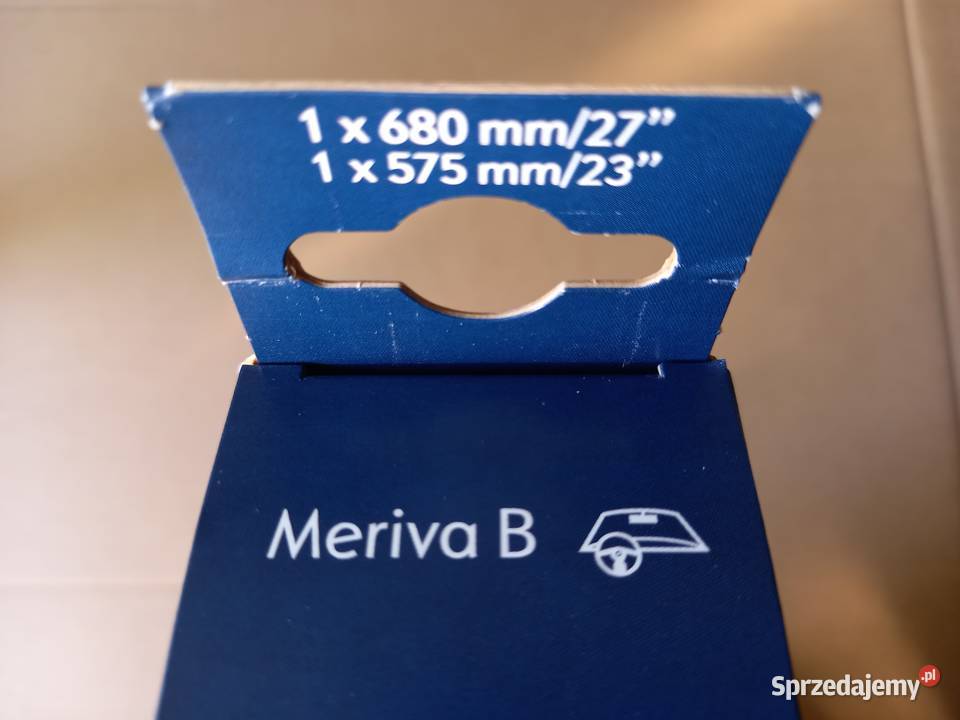 1 x 680 mm/27”
1 x 575 mm/23”
Meriva B
Sprzedajemy.pl